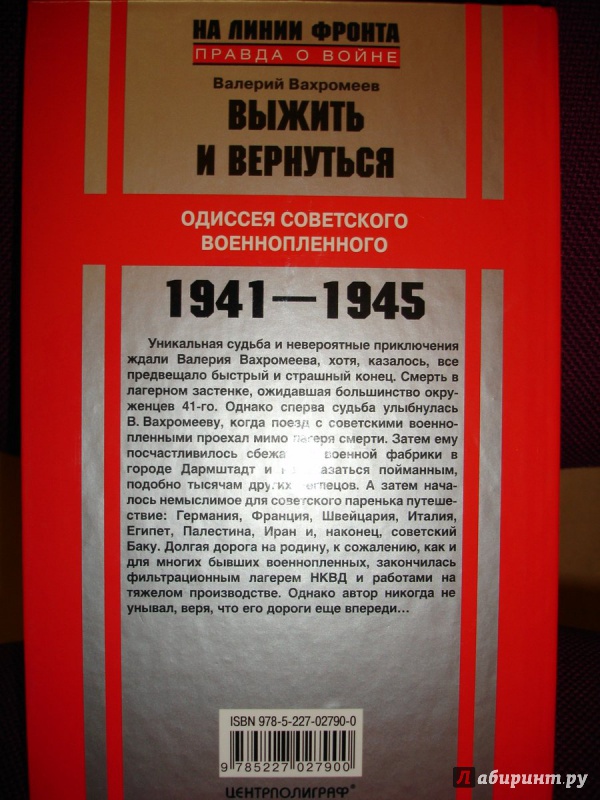 НА ЛИНИИ ФРОНТА
ПРАВДА О ВОЙНЕ
Валерий Вахромеев
ВЫЖИТЬ
И ВЕРНУТЬСЯ
ОДИССЕЯ СОВЕТСКОГО
ВОЕННОПЛЕННОГО
1941—1945
Уникальная судьба и невероятные приключения
ждали Валерия Вахромеева, хотя, казалось, все
предвещало быстрый и страшный конец. Смерть в
лагерном застенке, ожидавшая большинство окру-
женцев 41-го. Однако сперва судьба улыбнулась
В. Вахромееву, когда поезд с советскими военно-
пленными проехал мимо лагеря смерти. Затем ему
посчастливилось сбежа военной фабрики в
городе Дармштадт и казаться пойманным,
подобно тысячам других беглецов. А затем нача-
лось немыслимое для советского паренька путеше-
ствие: Германия, Франция, Швейцария, Италия,
Египет, Палестина, Иран и, наконец, советский
Баку. Долгая дорога на родину, к сожалению, как и
для многих бывших военнопленных, закончилась
фильтрационным лагерем НКВД и работами на
тяжелом производстве. Однако автор никогда не
унывал, веря, что его дороги еще впереди...
ISBN 978-5-227-02790-0
9 785227 027900
ЦЕНТРПОЛИГРАФ®
Лабиринт.ру